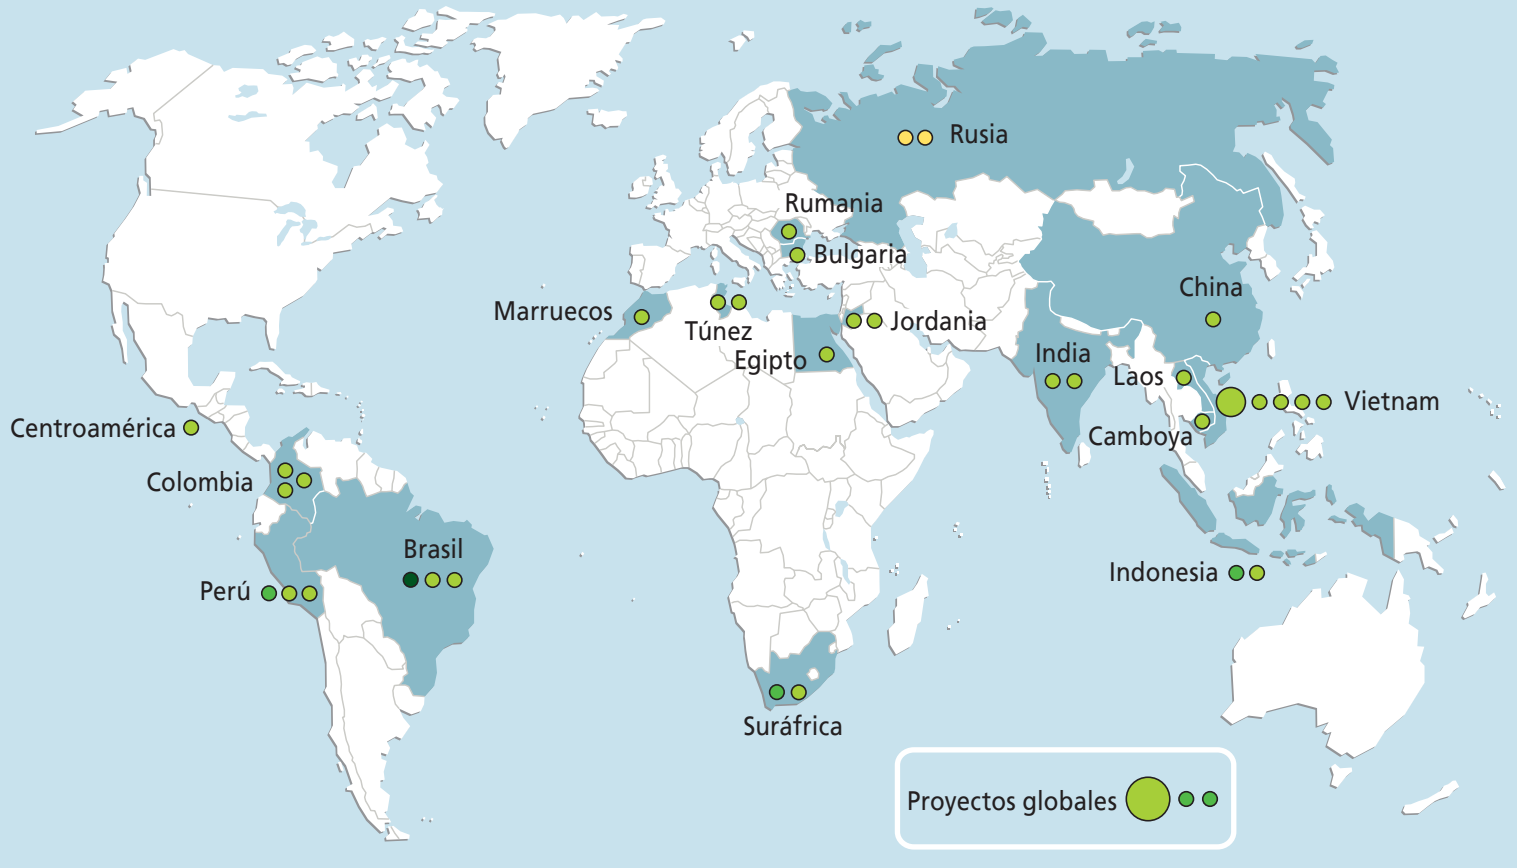 Rusia
Rumania
Bulgaria
China
Marruecos
Túnez
Jordania
Egipto
India
Laos
Vietnam
Centroamérica
Camboya
Colombia
Brasil
Indonesia
Perú
Suráfrica
Proyectos globales